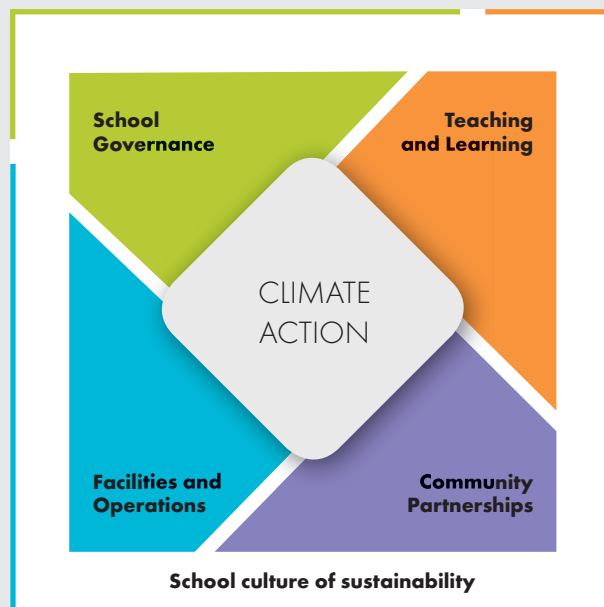 School
Governance
Teaching
and Learning
CLIMATE
ACTION
Facilities and
Operations
Community
Partnerships
School culture of sustainability